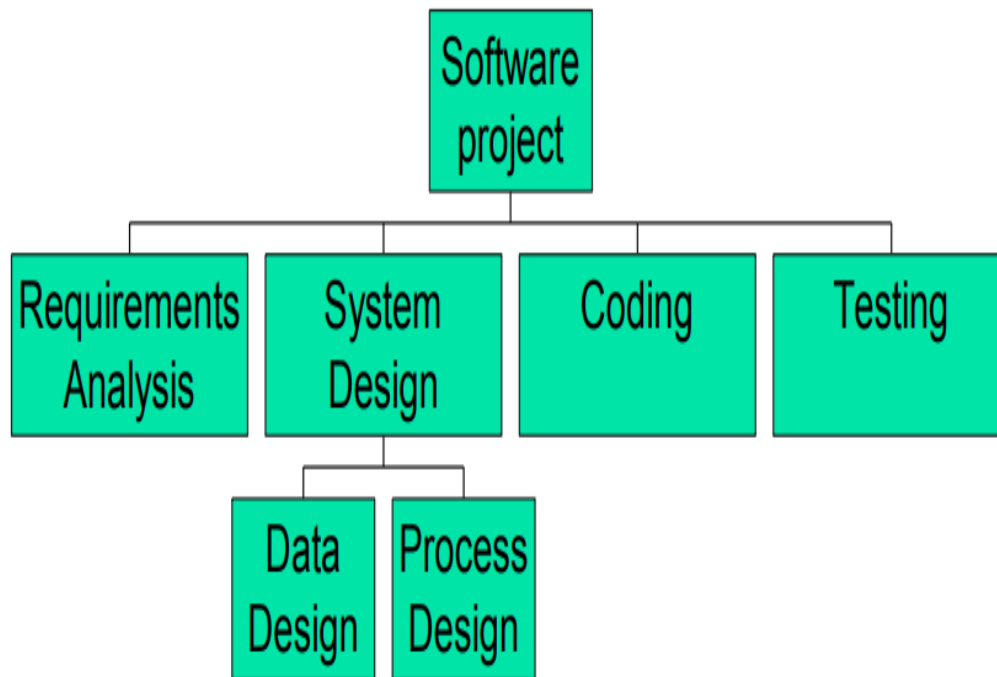 Software
project
Requirements
Analysis
System
Design
Coding
Testing
Data
Design
Process
Design